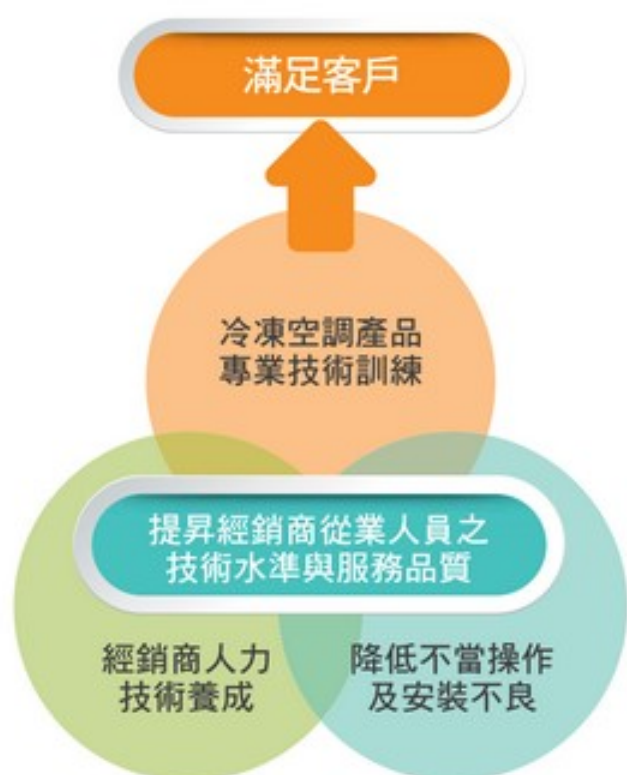 滿足客戶
冷凍空調產品
專業技術訓練
提昇經銷商從業人員之
技術水準與服務品質
經銷商人力
技術養成
降低不當操作
及安裝不良